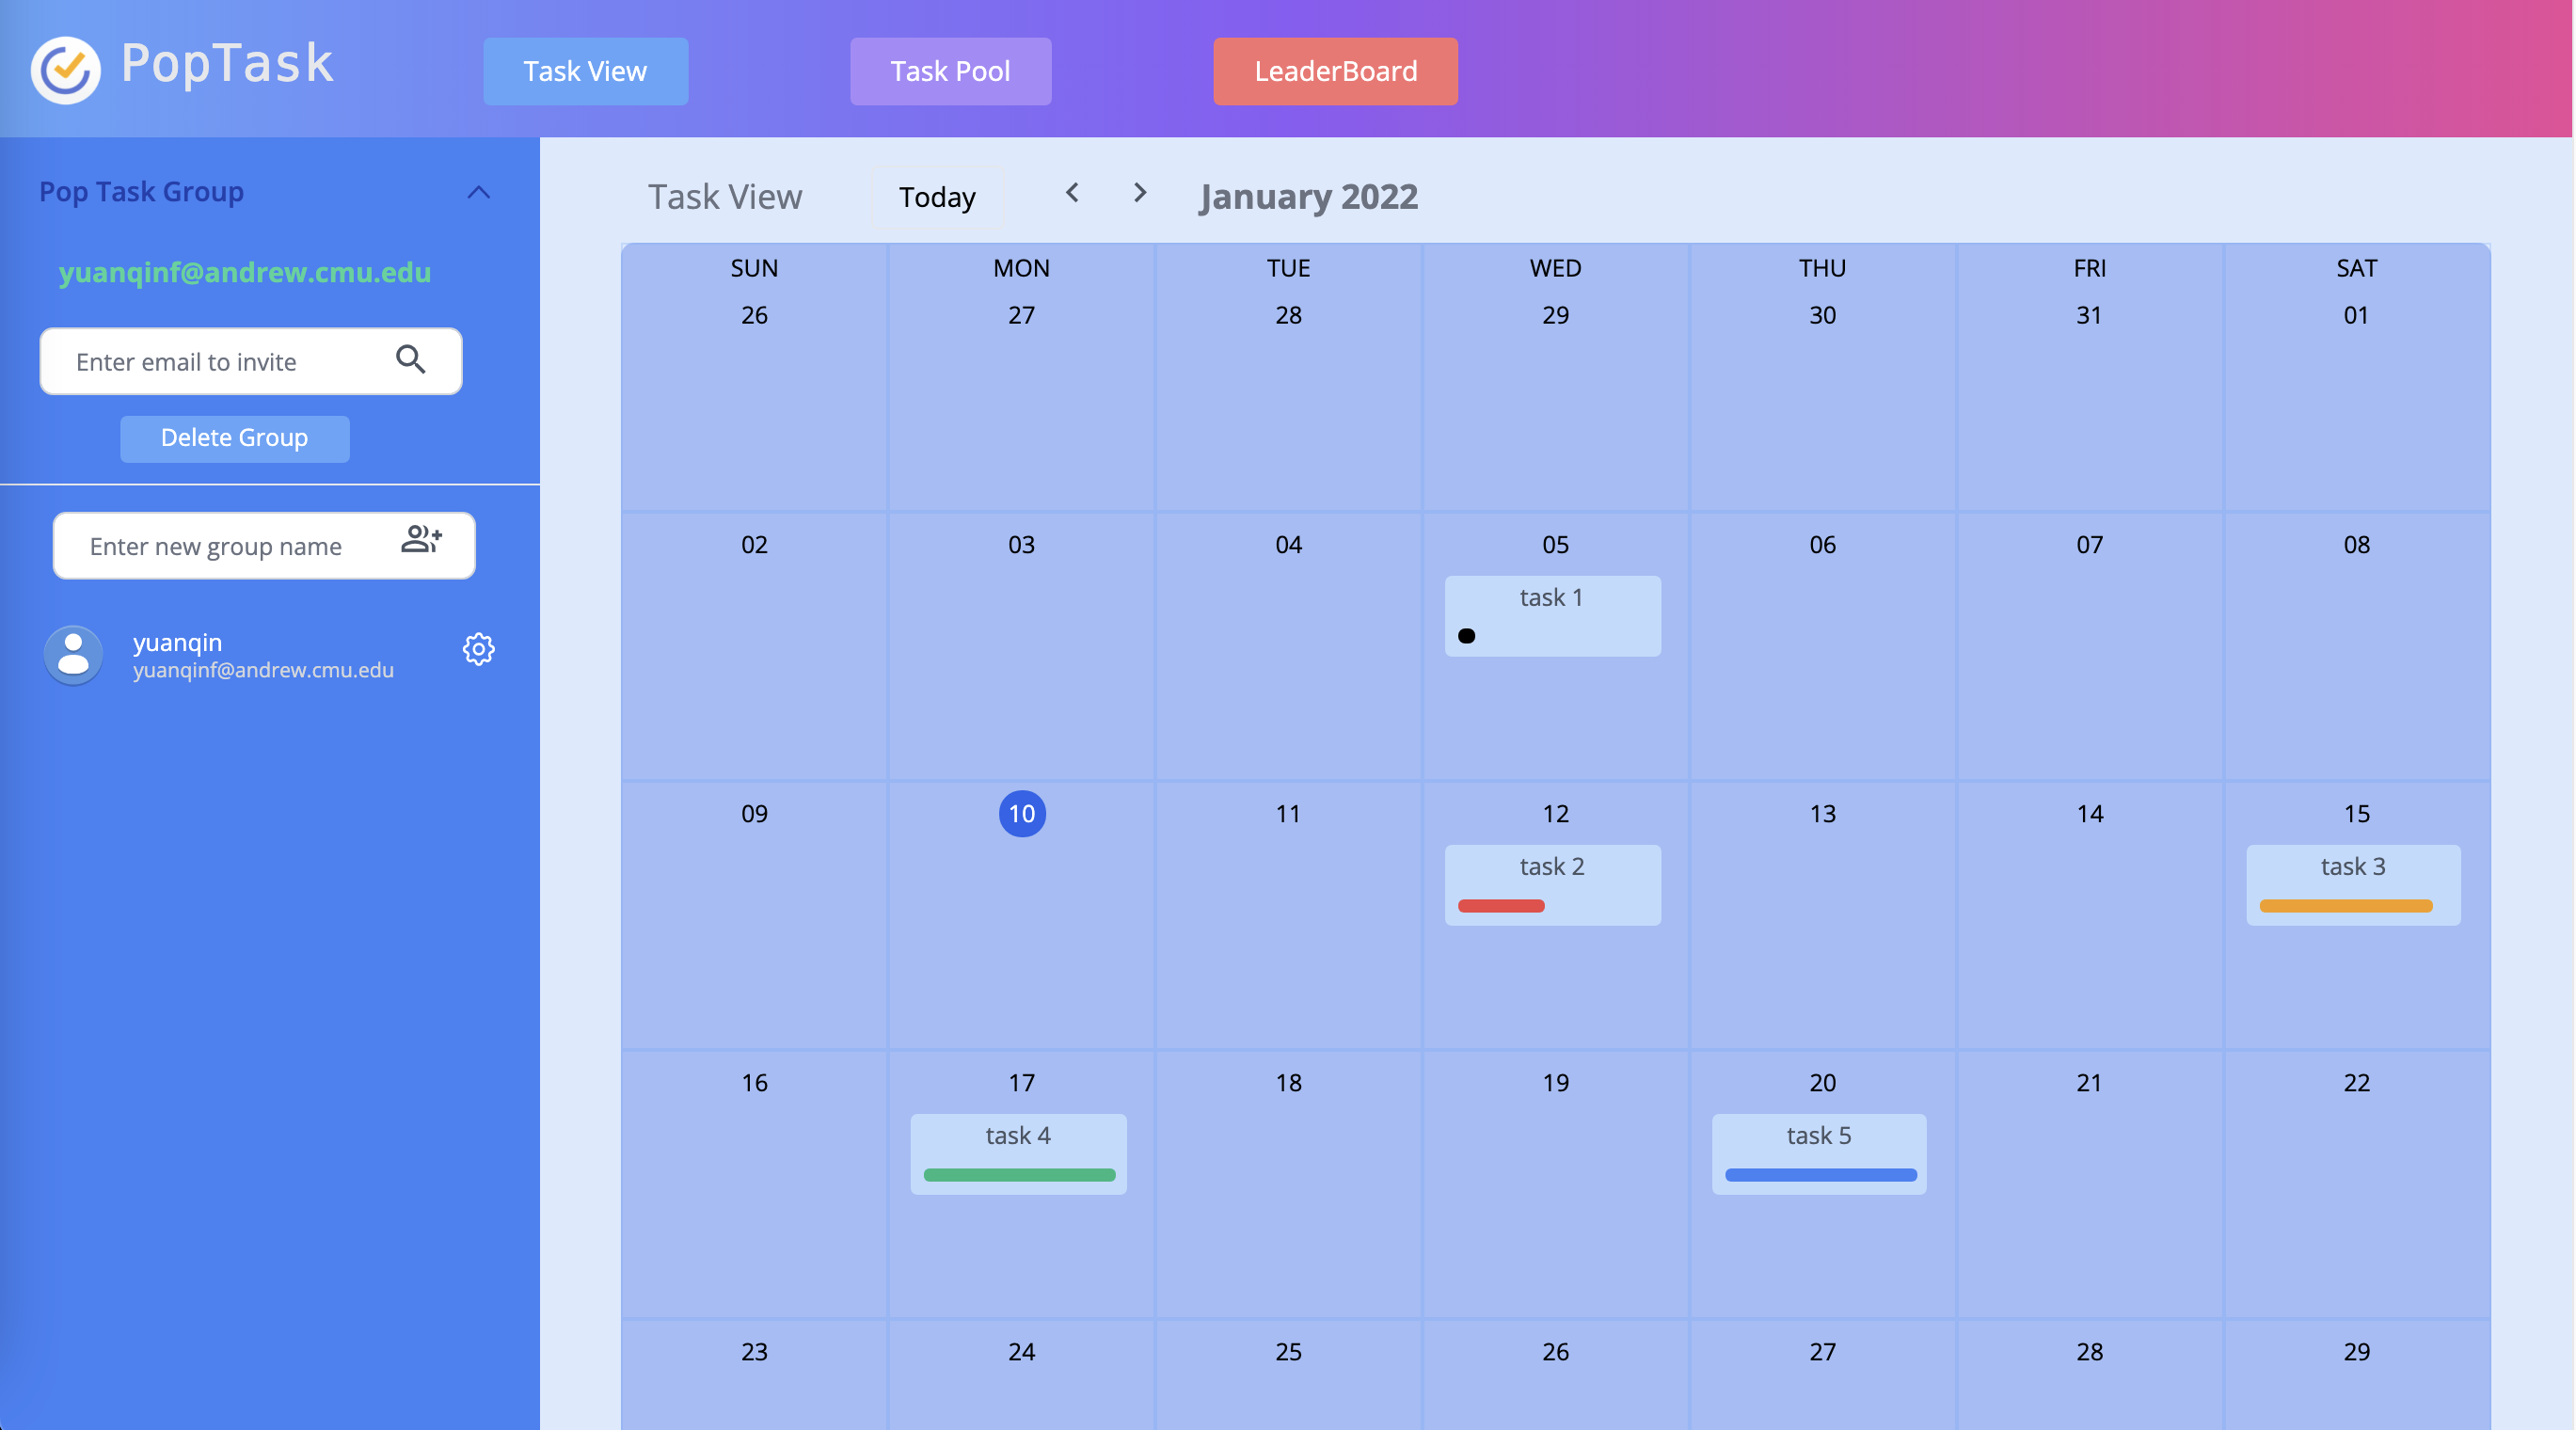 PopTask
Task View
Task Pool
LeaderBoard
Pop Task Group
yuanqinf@andrew.cmu.edu
Enter email to invite
Delete Group
Enter new group name
yuanqin
yuanqinf@andrew.cmu.edu
Task View Today January 2022
SUN MON TUE WED THU FRI SAT
26 27 28 29 30 31 01
02 03 04 05 06 07 08
task 1
09 10 11 12 13 14 15
task 2 task 3
16 17 18 19 20 21 22
task 4 task 5
23 24 25 26 27 28 29